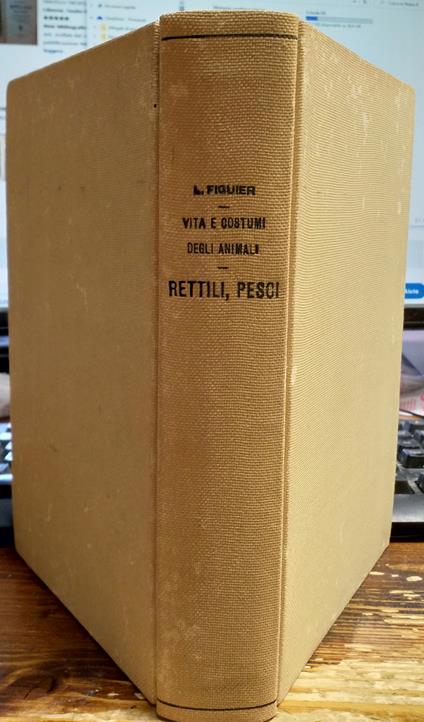 L. FIGUIER
VITA E COSTUMI
DEGLI ANIMALI
RETTILI, PESCI